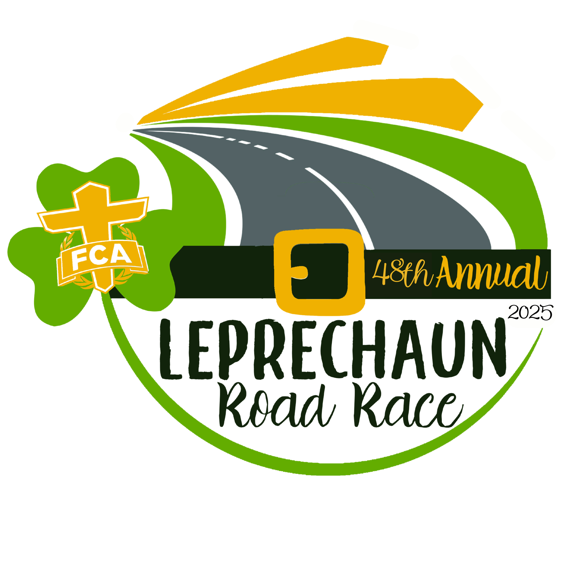 FCA
48th Annual
2025
LEPRECHAUN
Road Race